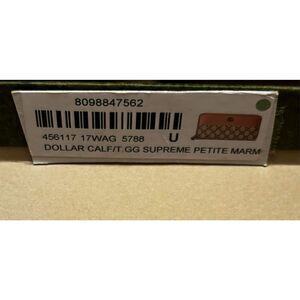 8098847562
456117 17WAG 5788 U
DOLLAR CALF/T.GG SUPREME PETITE MARM